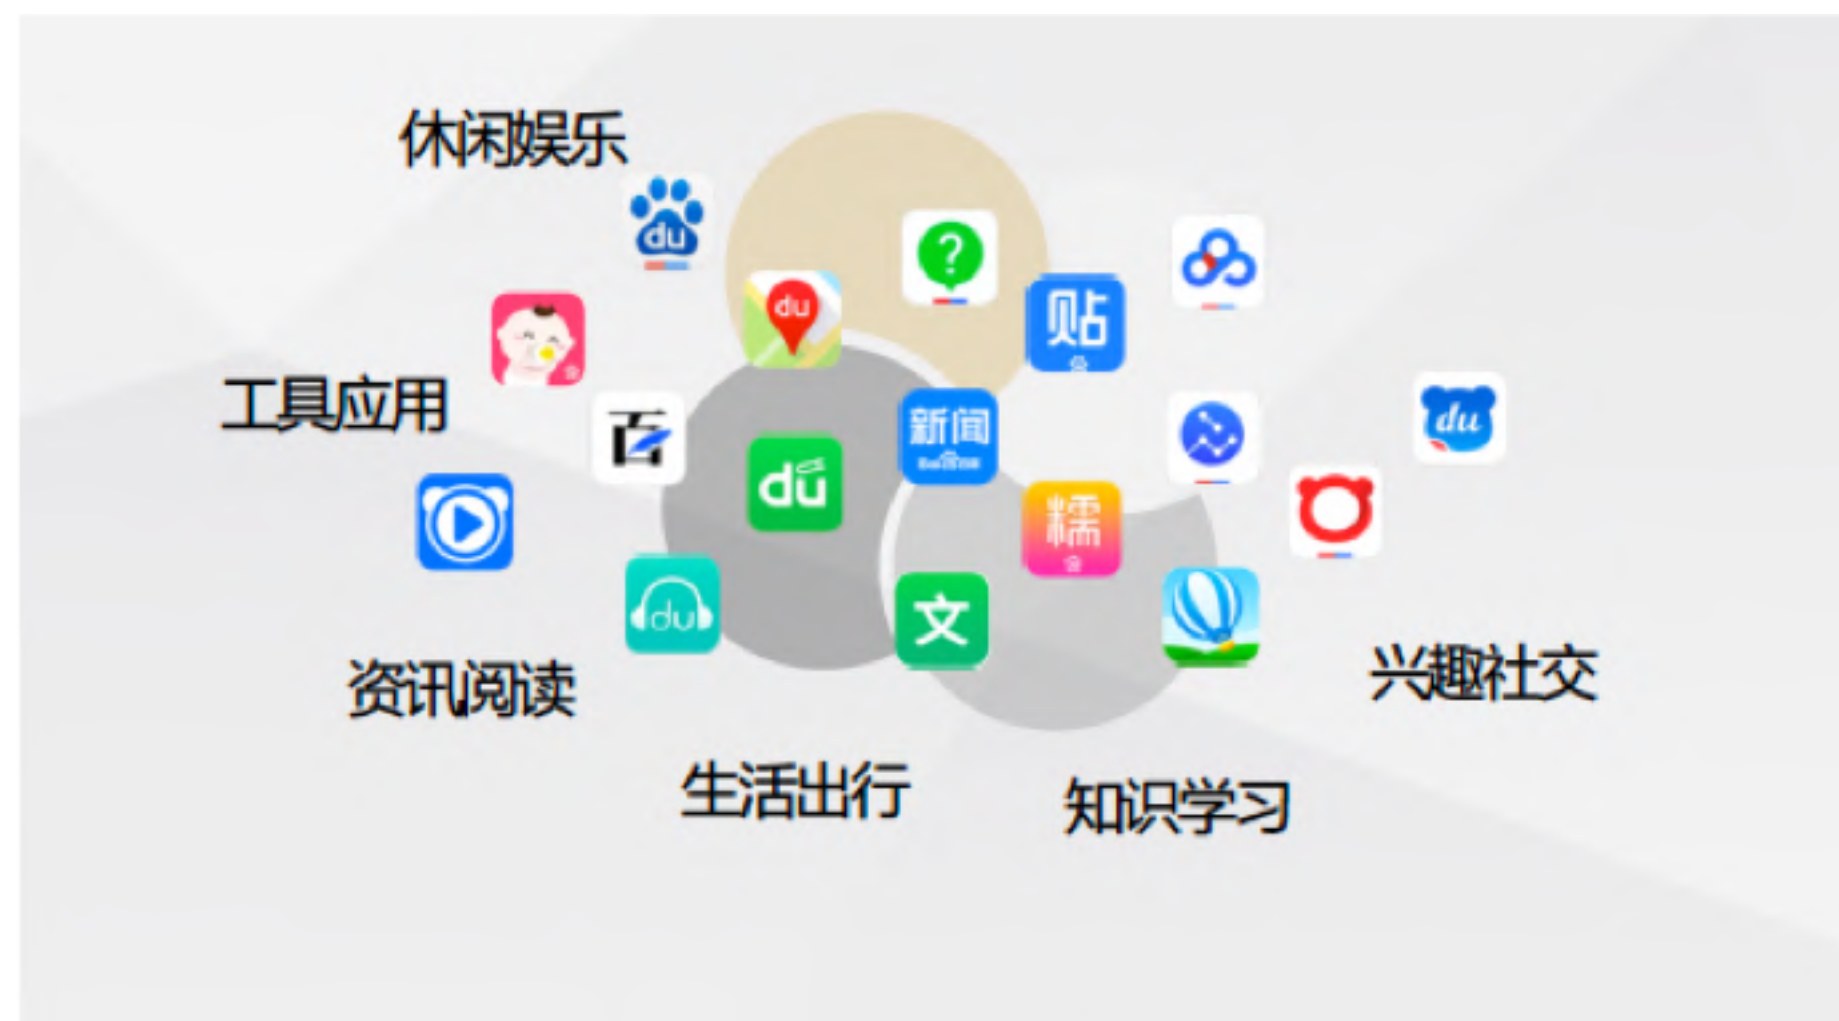 休闲娱乐
du
du
?
贴
工具应用
百
新闻
du
du
糯
du
文
资讯阅读
兴趣社交
生活出行
知识学习